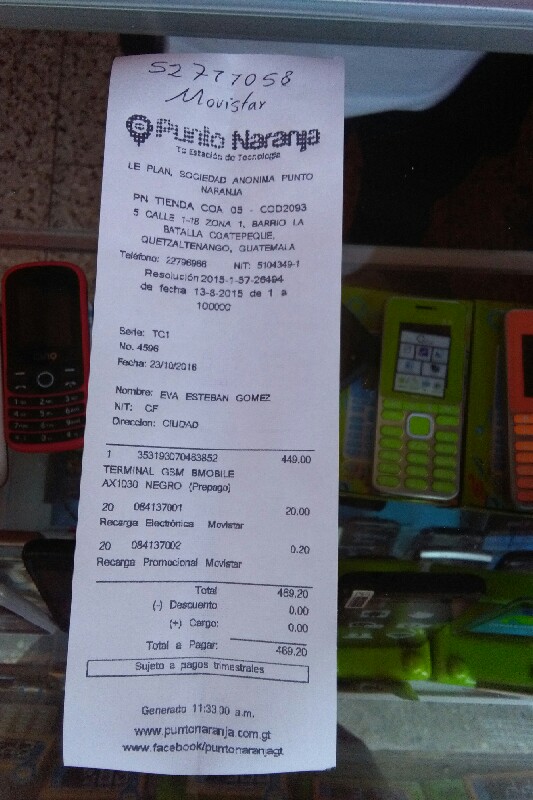 52777058
Movistar
Punto Naranja
Tu Estación de Tecnología
LE PLAN, SOCIEDAD ANONIMA PUNTO
NARANJA
PN TIENDA COA 05 - COD2093
5 CALLE 1-18 ZONA 1, BARRIO LA
BATALLA COATEPEQUE,
QUETZALTENANGO, GUATEMALA
Teléfono: 22796966 NIT: 5104349-1
Resolución 2015-1-57-26494
de fecha 13-8-2015 de 1 a
100000
Serie: TC1
No. 4596
Fecha: 23/10/2016
Nombre: EVA ESTEBAN GOMEZ
NIT: CF
Direccion: CIUDAD
1 353193070483852 449.00
TERMINAL GSM BMOBILE
AX1030 NEGRO (Prepago)
20 084137001 20.00
Recarga Electrónica Movistar
20 084137002 0.20
Recarga Promocional Movistar
Total 469.20
(-) Descuento 0.00
(+) Cargo: 0.00
Total a Pagar: 469.20
Sujeto a pagos trimestrales
Generado 11:33:00 a.m.
www.puntonaranja.com.gt
www.facebook/puntonaranjagt